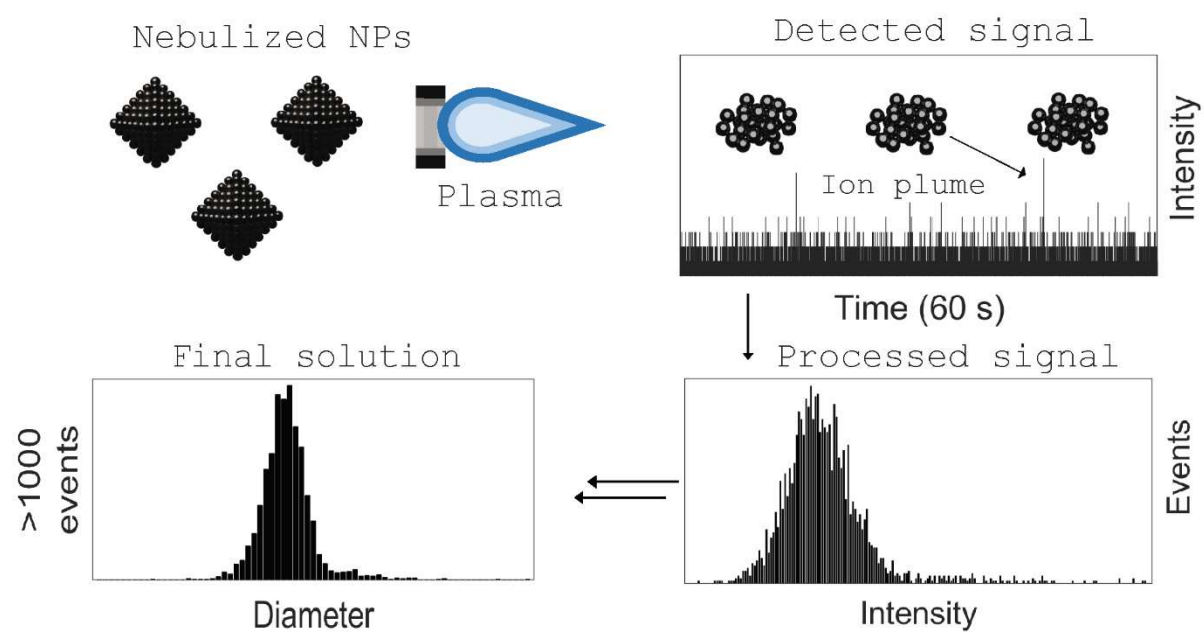 Nebulized NPs
Plasma
Detected signal
Ion plume
Intensity
Time (60 s)
Final solution
>1000
events
Diameter
Processed signal
Events
Intensity